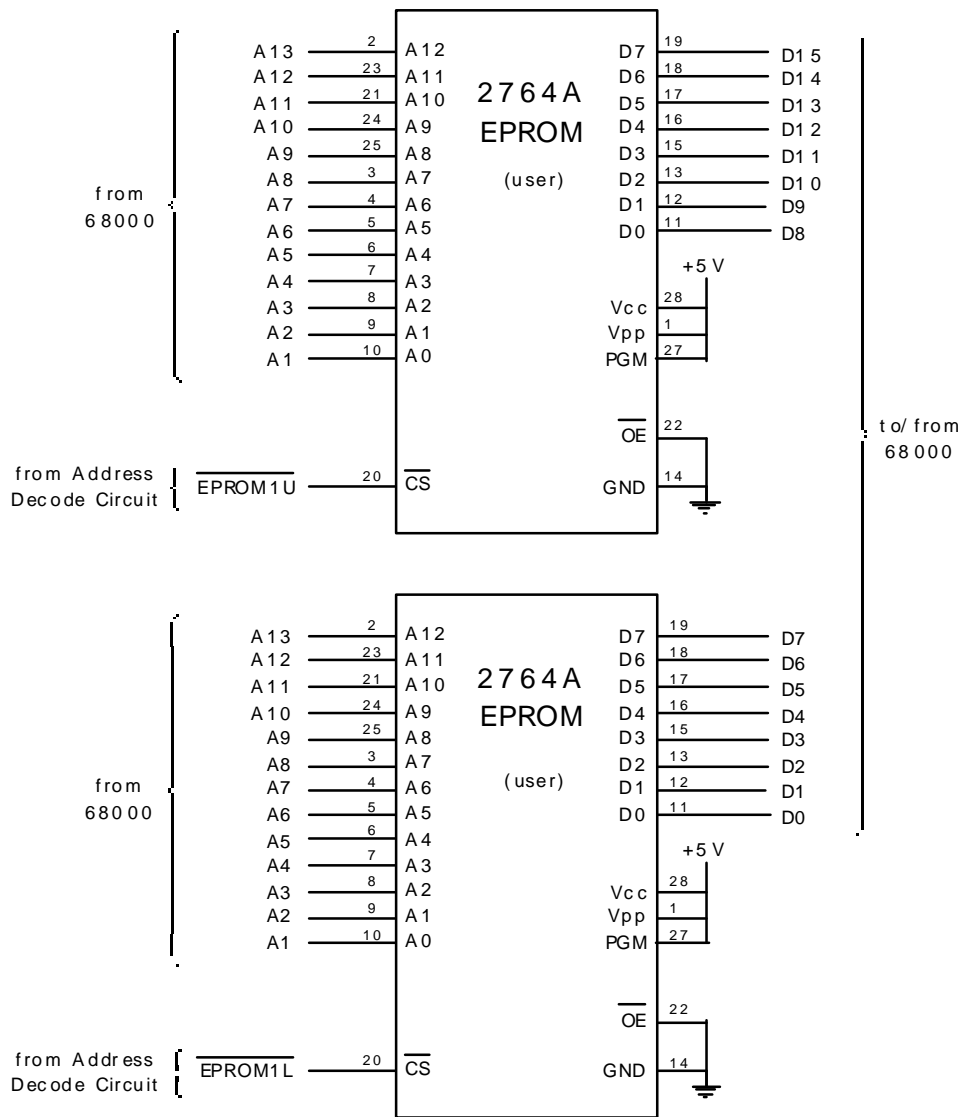 A13 2 A12 D7 19 D15
A12 23 A11 D6 18 D14
A11 21 A10 2764A D5 17 D13
A10 24 A9 EPROM D4 16 D12
A9 25 A8 D3 15 D11
A8 3 A7 (user) D2 13 D10
A7 4 A6 D1 12 D9
A6 5 A5 D0 11 D8
from
68000
A5 6 A4
A4 7 A3 +5V
A3 8 A2 Vcc 28
A2 9 A1 Vpp 1
A1 10 A0 PGM 27
OE 22
to/from
68000
from Address
Decode Circuit
EPROM1U 20 CS GND 14
A13 2 A12 D7 19 D7
A12 23 A11 D6 18 D6
A11 21 A10 2764A D5 17 D5
A10 24 A9 EPROM D4 16 D4
A9 25 A8 D3 15 D3
A8 3 A7 D2 13 D2
A7 4 A6 (user) D1 12 D1
A6 5 A5 D0 11 D0
from
68000
A5 6 A4
A4 7 A3 +5V
A3 8 A2 Vcc 28
A2 9 A1 Vpp 1
A1 10 A0 PGM 27
OE 22
from Address
Decode Circuit
EPROM1L 20 CS GND 14